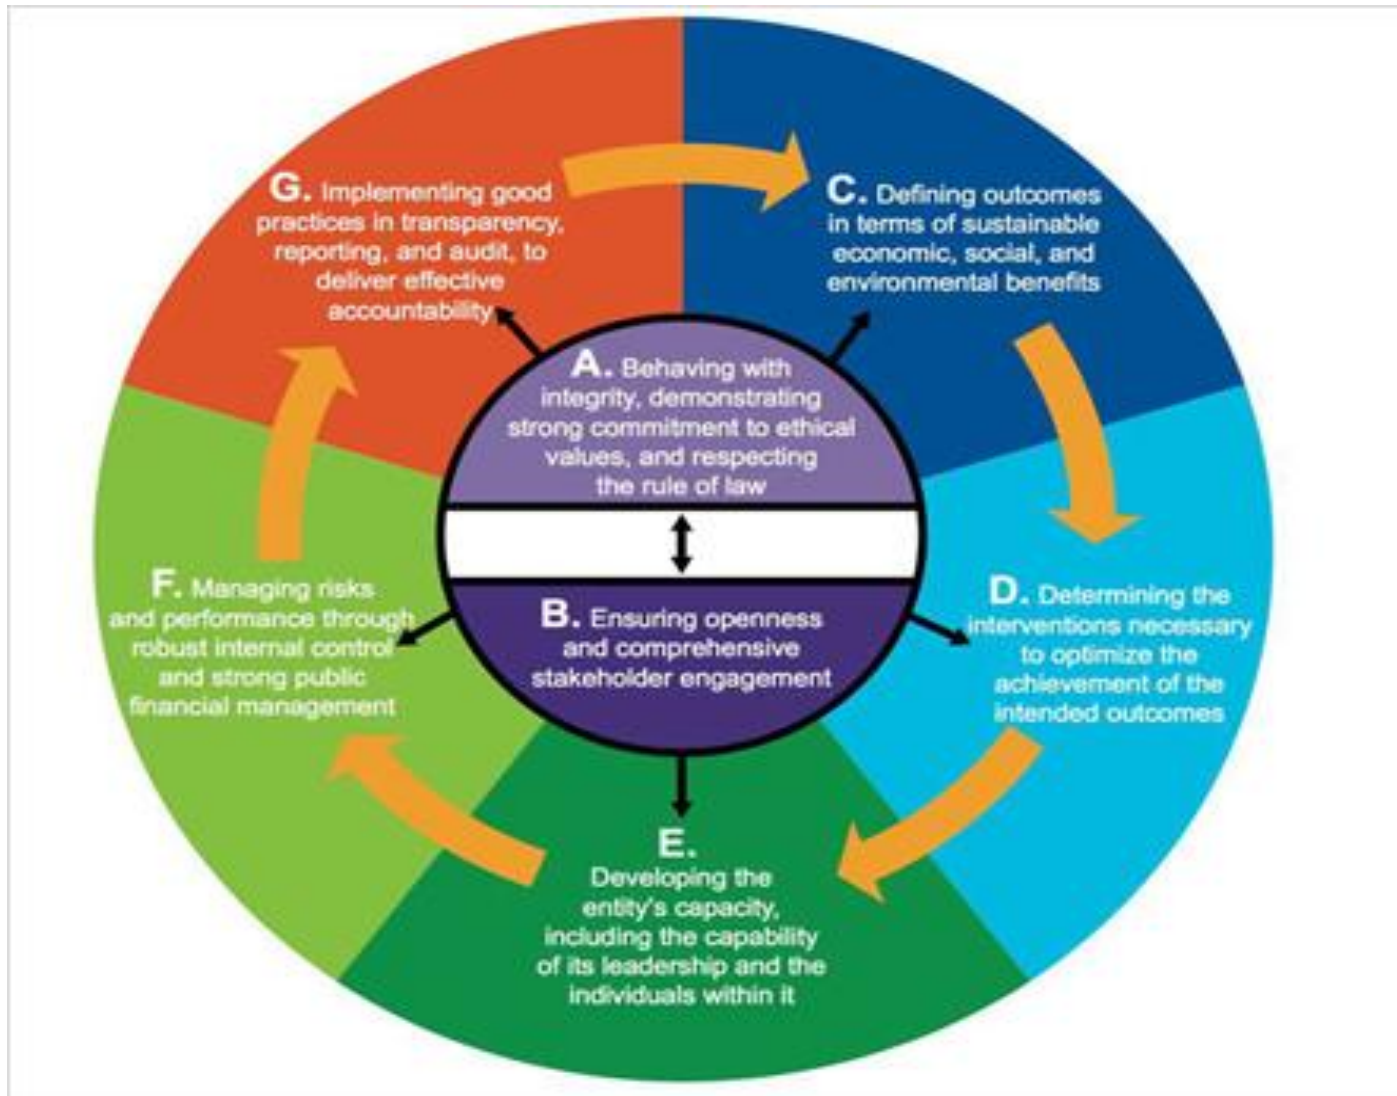 G. Implementing good
practices in transparency,
reporting, and audit, to
deliver effective
accountability
C. Defining outcomes
in terms of sustainable
economic, social, and
environmental benefits
A. Behaving with
integrity, demonstrating
strong commitment to ethical
values, and respecting
the rule of law
B. Ensuring openness
and comprehensive
stakeholder engagement
D. Determining the
interventions necessary
to optimize the
achievement of the
intended outcomes
E.
Developing the
entity's capacity,
including the capability
of its leadership and the
individuals within it
F. Managing risks
and performance through
robust internal control
and strong public
financial management